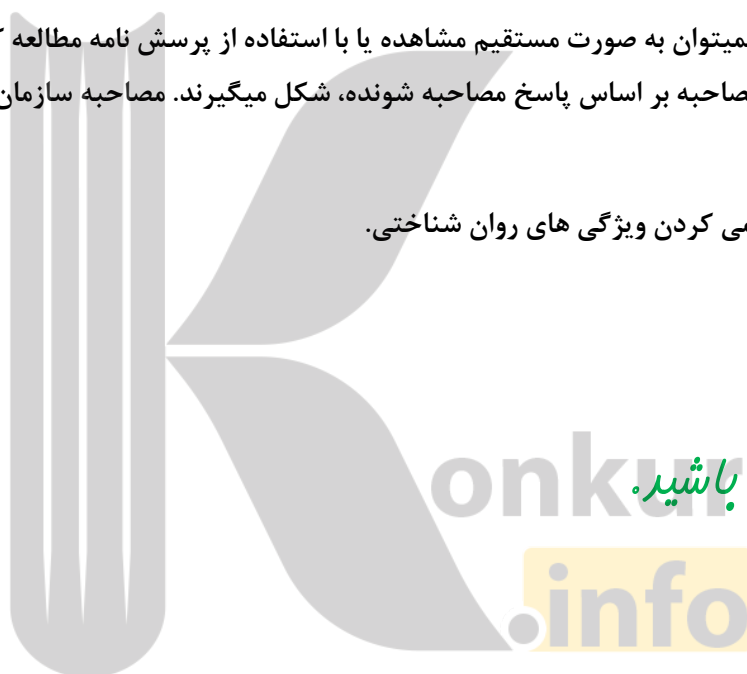 نمیتوان به صورت مستقیم مشاهده یا با استفاده از پرسش نامه مطالعه
صاحبه بر اساس پاسخ مصاحبه شونده، شکل میگیرند. مصاحبه سازمان
می کردن ویژگی های روان شناختی.
باشید.
onkur
.info